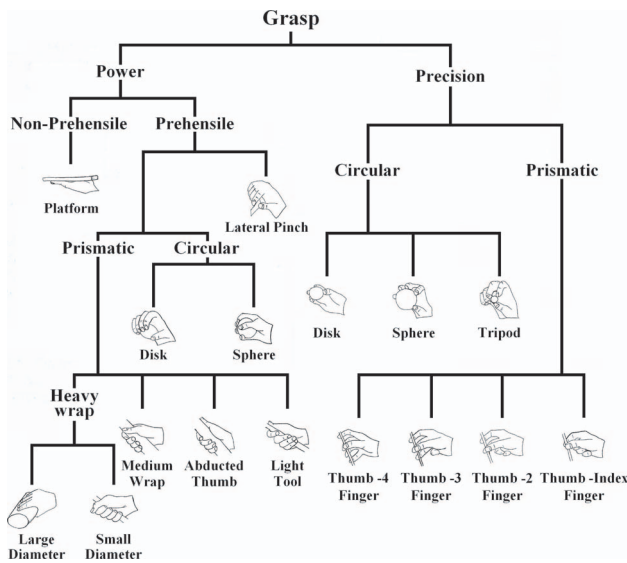 Grasp
Power
Precision
Non-Prehensile
Prehensile
Platform
Lateral Pinch
Circular
Prismatic
Prismatic
Circular
Disk
Sphere
Disk
Sphere
Tripod
Heavy
wrap
Medium
Wrap
Abducted
Thumb
Light
Tool
Thumb -4
Finger
Thumb -3
Finger
Thumb -2
Finger
Thumb -Index
Finger
Large
Diameter
Small
Diameter